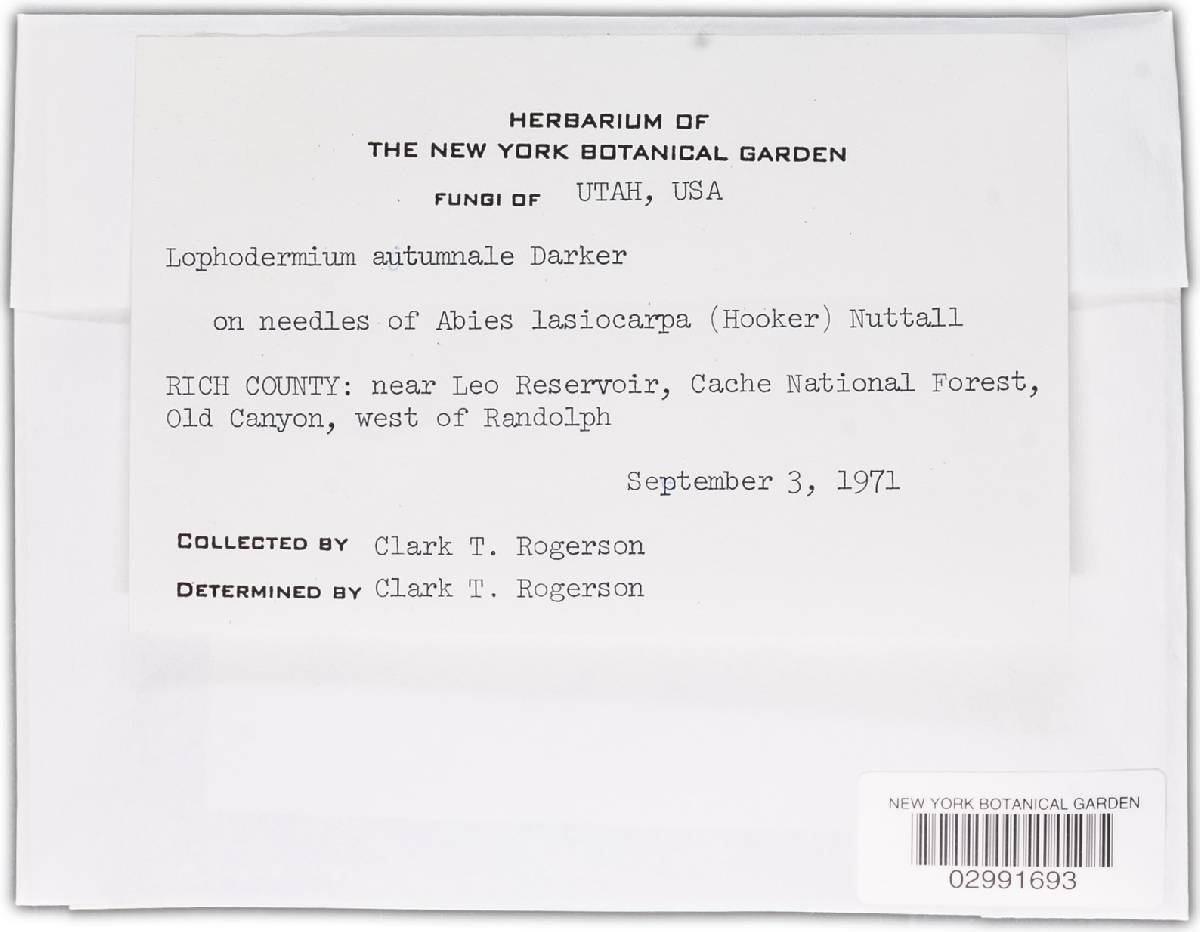 HERBARIUM OF
THE NEW YORK BOTANICAL GARDEN
FUNGI OF UTAH, USA
Lophodermium autumnale Darker
on needles of Abies lasiocarpa (Hooker) Nuttall
RICH COUNTY: near Leo Reservoir, Cache National Forest,
Old Canyon, west of Randolph
September 3, 1971
COLLECTED BY Clark T. Rogerson
DETERMINED BY Clark T. Rogerson
NEW YORK BOTANICAL GARDEN
02991693